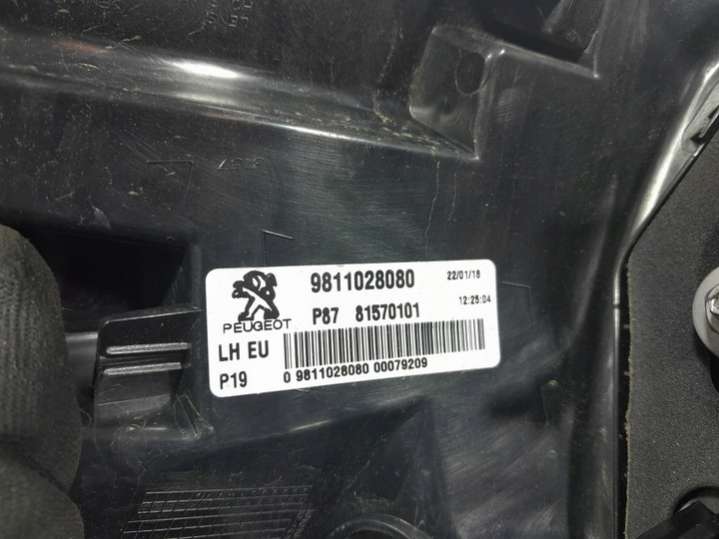 9811028080 22/01/18
PEUGEOT P87 81570101 12:25:04
LH EU
P19 0 9811028080 00079209